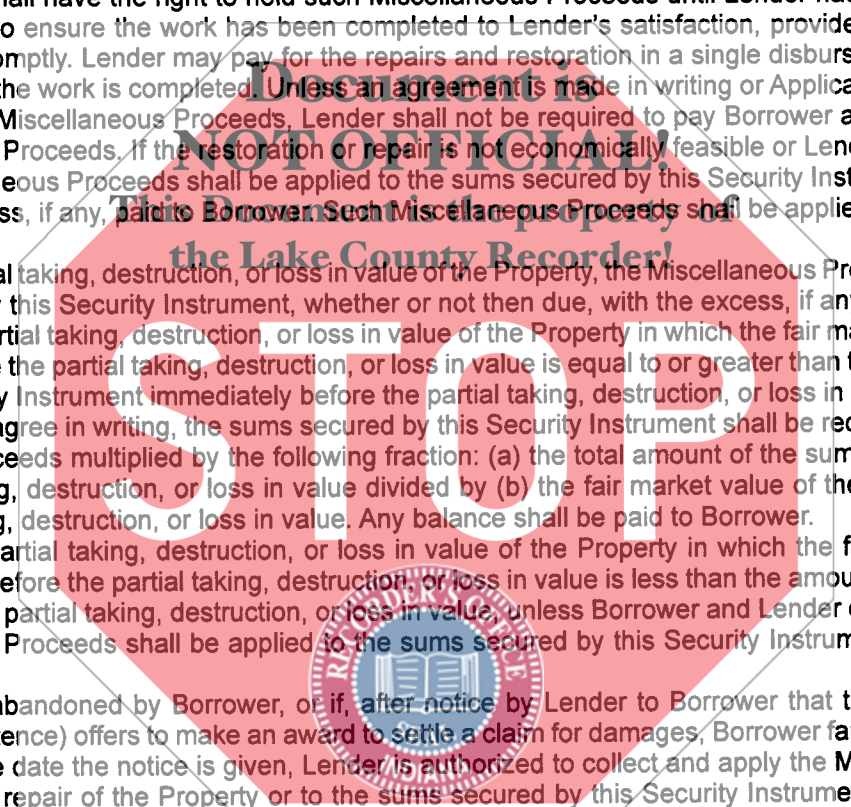 shall have the right to hold such Miscellaneous Proceeds until Lender has
o ensure the work has been completed to Lender's satisfaction, provide
omptly. Lender may pay for the repairs and restoration in a single disburs
the work is completed. Unless an agreement is made in writing or Applica
Document is
Miscellaneous Proceeds, Lender shall not be required to pay Borrower a
NOT OFFICIAL!
Proceeds. If the restoration or repair is not economically feasible or Len
eous Proceeds shall be applied to the sums secured by this Security Inst
This Document is the property of
ss, if any, paid to Borrower. Such Miscellaneous Proceeds shall be applie
the Lake County Recorder!
al taking, destruction, or loss in value of the Property, the Miscellaneous Pr
this Security Instrument, whether or not then due, with the excess, if any
rtial taking, destruction, or loss in value of the Property in which the fair ma
e the partial taking, destruction, or loss in value is equal to or greater than t
y Instrument immediately before the partial taking, destruction, or loss in
agree in writing, the sums secured by this Security Instrument shall be red
STOP
ceeds multiplied by the following fraction: (a) the total amount of the sum
g, destruction, or loss in value divided by (b) the fair market value of the
g, destruction, or loss in value. Any balance shall be paid to Borrower.
artial taking, destruction, or loss in value of the Property in which the f
efore the partial taking, destruction, or loss in value is less than the amou
partial taking, destruction, or loss in value, unless Borrower and Lender
Proceeds shall be applied to the sums secured by this Security Instrum
RECORDER'S OFFICE
abandoned by Borrower, or if, after notice by Lender to Borrower that t
SEAL
tence) offers to make an award to settle a claim for damages, Borrower fa
e date the notice is given, Lender is authorized to collect and apply the M
INDIANA
repair of the Property or to the sums secured by this Security Instrume